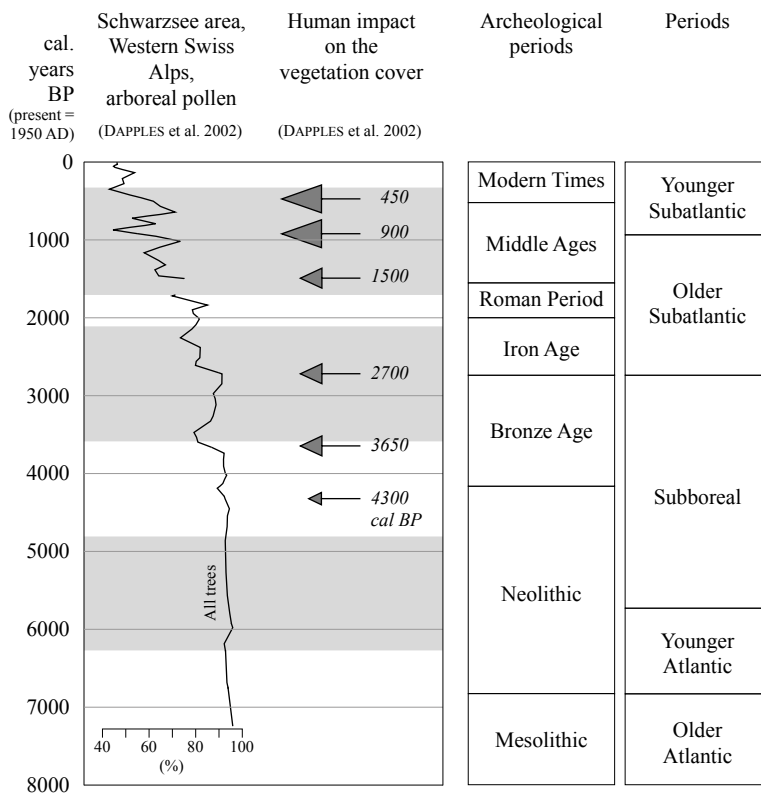 cal.
years
BP
(present =
1950 AD)
Schwarzsee area,
Western Swiss
Alps,
arboreal pollen
(DAPPLES et al. 2002)
Human impact
on the
vegetation cover
(DAPPLES et al. 2002)
Archeological
periods
Periods
0
1000
2000
3000
4000
5000
6000
7000
8000
All trees
40 60 80 100
(%)
450
900
1500
2700
3650
4300
cal BP
Modern Times
Middle Ages
Roman Period
Iron Age
Bronze Age
Neolithic
Mesolithic
Younger
Subatlantic
Older
Subatlantic
Subboreal
Younger
Atlantic
Older
Atlantic